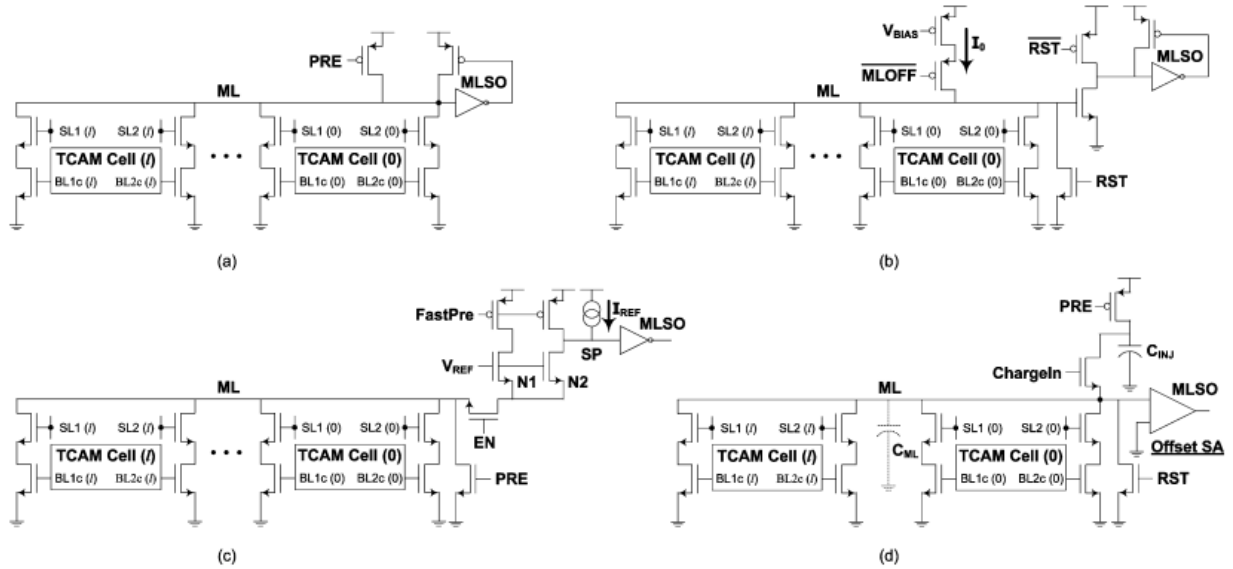 PRE
MLSO
ML
SL1 (l) SL2 (l) SL1 (0) SL2 (0)
TCAM Cell (l) TCAM Cell (0)
BL1c (l) BL2c (l) BL1c (0) BL2c (0)
(a)
VBIAS
I0
RST
MLOFF
MLSO
ML
SL1 (l) SL2 (l) SL1 (0) SL2 (0)
TCAM Cell (l) TCAM Cell (0)
BL1c (l) BL2c (l) BL1c (0) BL2c (0)
RST
(b)
FastPre
IREF
MLSO
SP
VREF
N1 N2
ML
EN
SL1 (l) SL2 (l) SL1 (0) SL2 (0)
TCAM Cell (l) TCAM Cell (0)
BL1c (l) BL2c (l) BL1c (0) BL2c (0)
PRE
(c)
PRE
CINJ
ChargeIn
MLSO
ML
SL1 (l) SL2 (l) SL1 (0) SL2 (0)
CML
Offset SA
TCAM Cell (l) TCAM Cell (0)
BL1c (l) BL2c (l) BL1c (0) BL2c (0)
RST
(d)